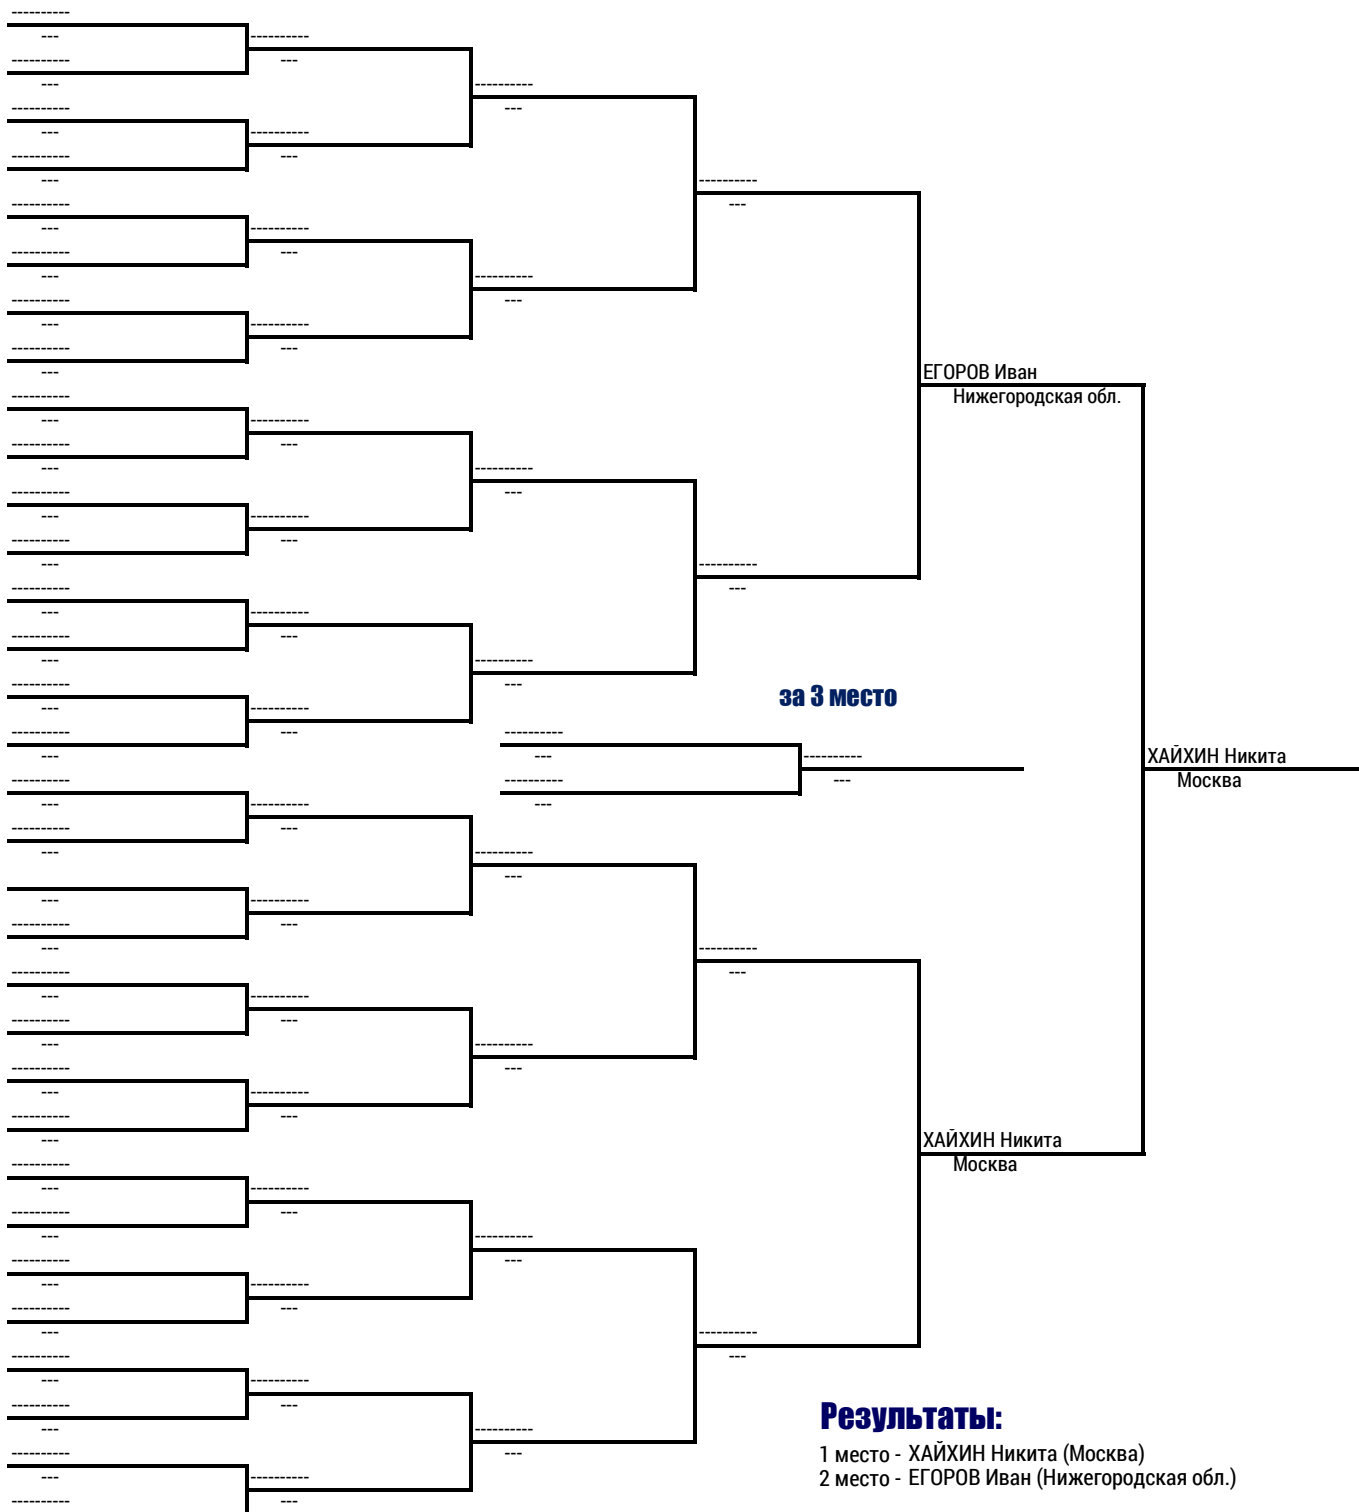 ЕГОРОВ Иван
Нижегородская обл.
за 3 место
ХАЙХИН Никита
Москва
ХАЙХИН Никита
Москва
Результаты:
1 место - ХАЙХИН Никита (Москва)
2 место - ЕГОРОВ Иван (Нижегородская обл.)